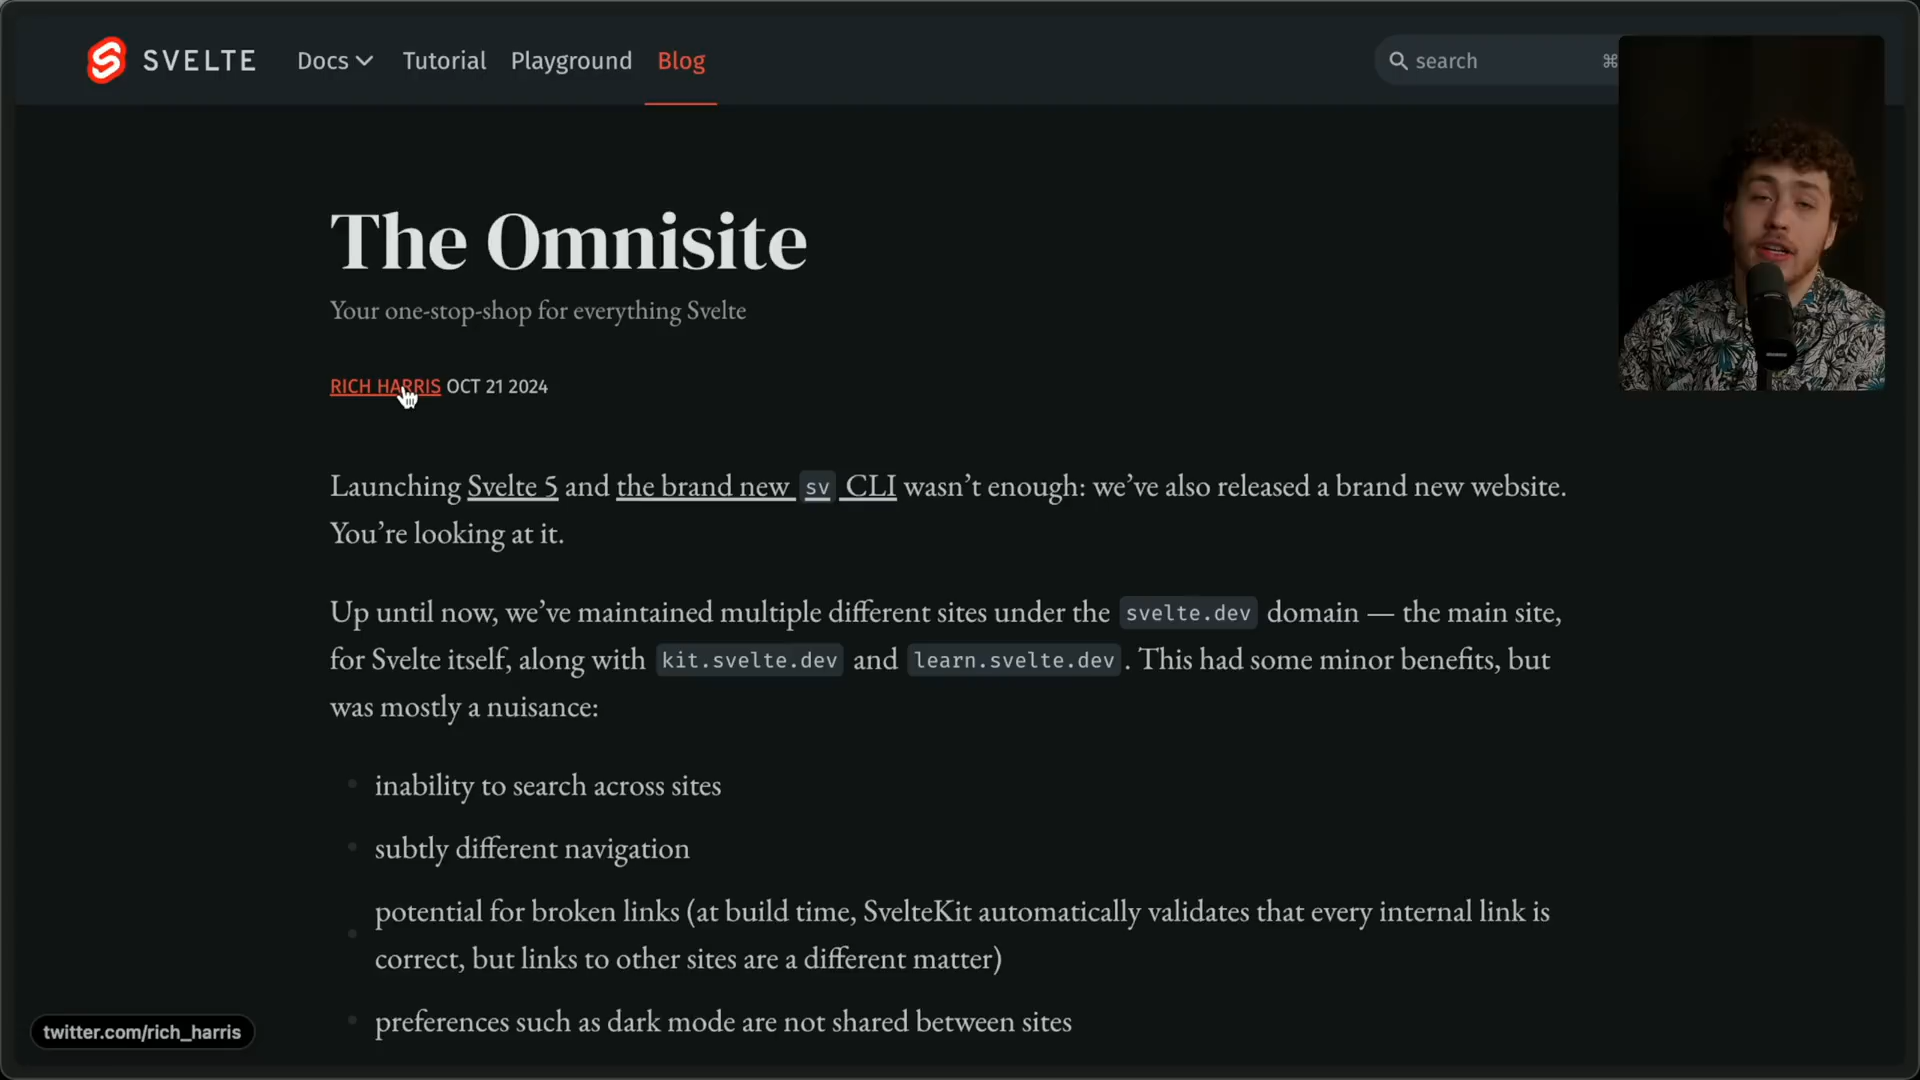 SVELTE Docs Tutorial Playground Blog search ⌘
The Omnisite
Your one-stop-shop for everything Svelte
RICH HARRIS OCT 21 2024
Launching Svelte 5 and the brand new sv CLI wasn’t enough: we’ve also released a brand new website.
You’re looking at it.
Up until now, we’ve maintained multiple different sites under the svelte.dev domain — the main site,
for Svelte itself, along with kit.svelte.dev and learn.svelte.dev. This had some minor benefits, but
was mostly a nuisance:
inability to search across sites
subtly different navigation
potential for broken links (at build time, SvelteKit automatically validates that every internal link is
correct, but links to other sites are a different matter)
preferences such as dark mode are not shared between sites
twitter.com/rich_harris